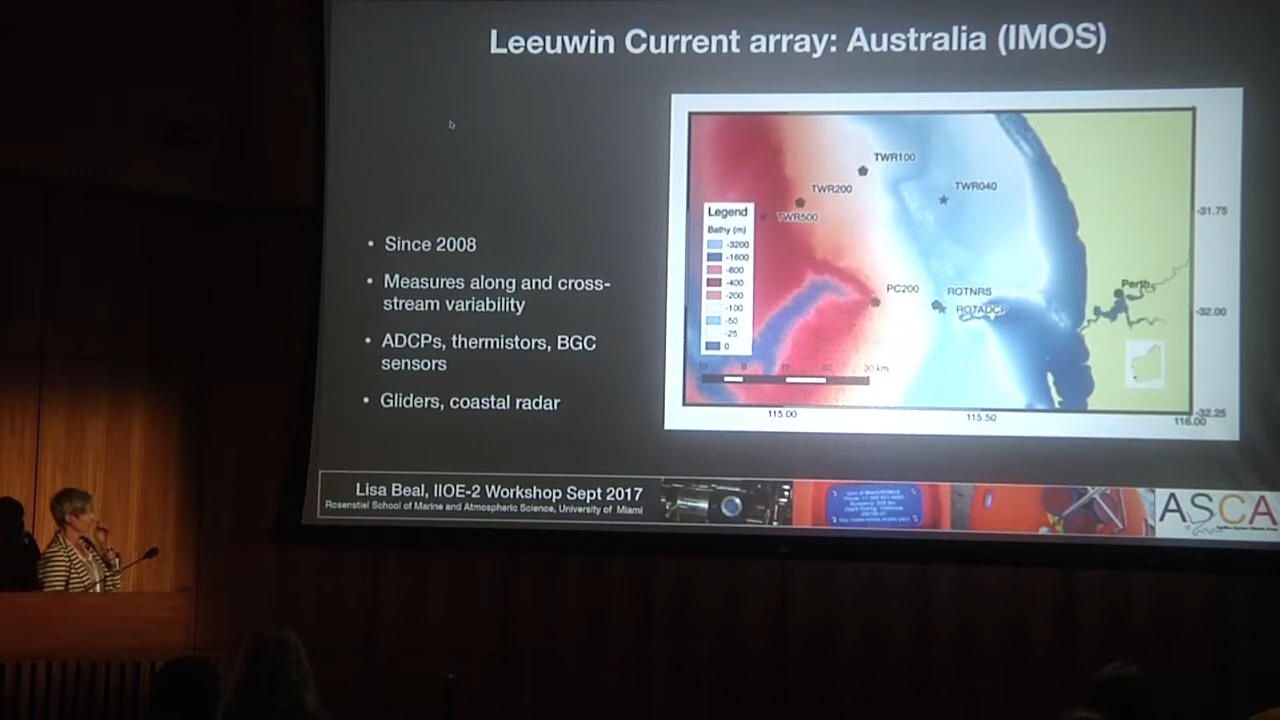 Leeuwin Current array: Australia (IMOS)
• Since 2008
• Measures along and cross-
stream variability
• ADCPs, thermistors, BGC
sensors
• Gliders, coastal radar
TWR100
TWR200
TWR040
TWR500
PC200
ROTNRS
ROTADCP
Perth
Legend
Bathy (m)
-3200
-1600
-800
-400
-200
-100
-50
-25
0
20 km
-31.75
-32.00
-32.25
115.00
115.50
116.00
Lisa Beal, IIOE-2 Workshop Sept 2017
Rosenstiel School of Marine and Atmospheric Science, University of Miami
ASCA